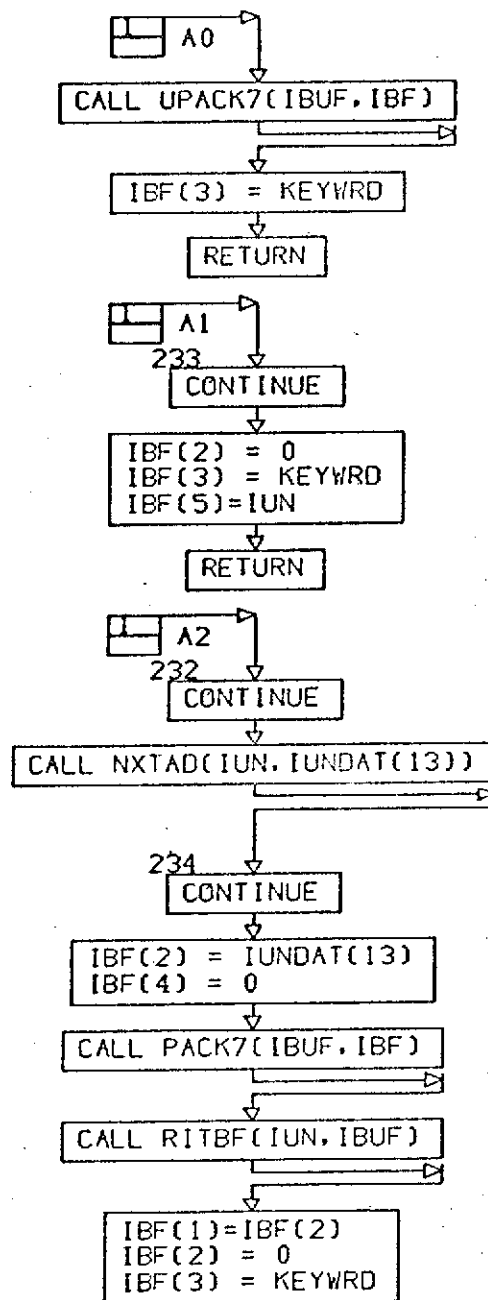 A0
CALL UPACK7(IBUF,IBF)
IBF(3) = KEYWRD
RETURN
A1
233
CONTINUE
IBF(2) = 0
IBF(3) = KEYWRD
IBF(5)=IUN
RETURN
A2
232
CONTINUE
CALL NXTAD(IUN,IUNDAT(13))
234
CONTINUE
IBF(2) = IUNDAT(13)
IBF(4) = 0
CALL PACK7(IBUF,IBF)
CALL RITBF(IUN,IBUF)
IBF(1)=IBF(2)
IBF(2) = 0
IBF(3) = KEYWRD